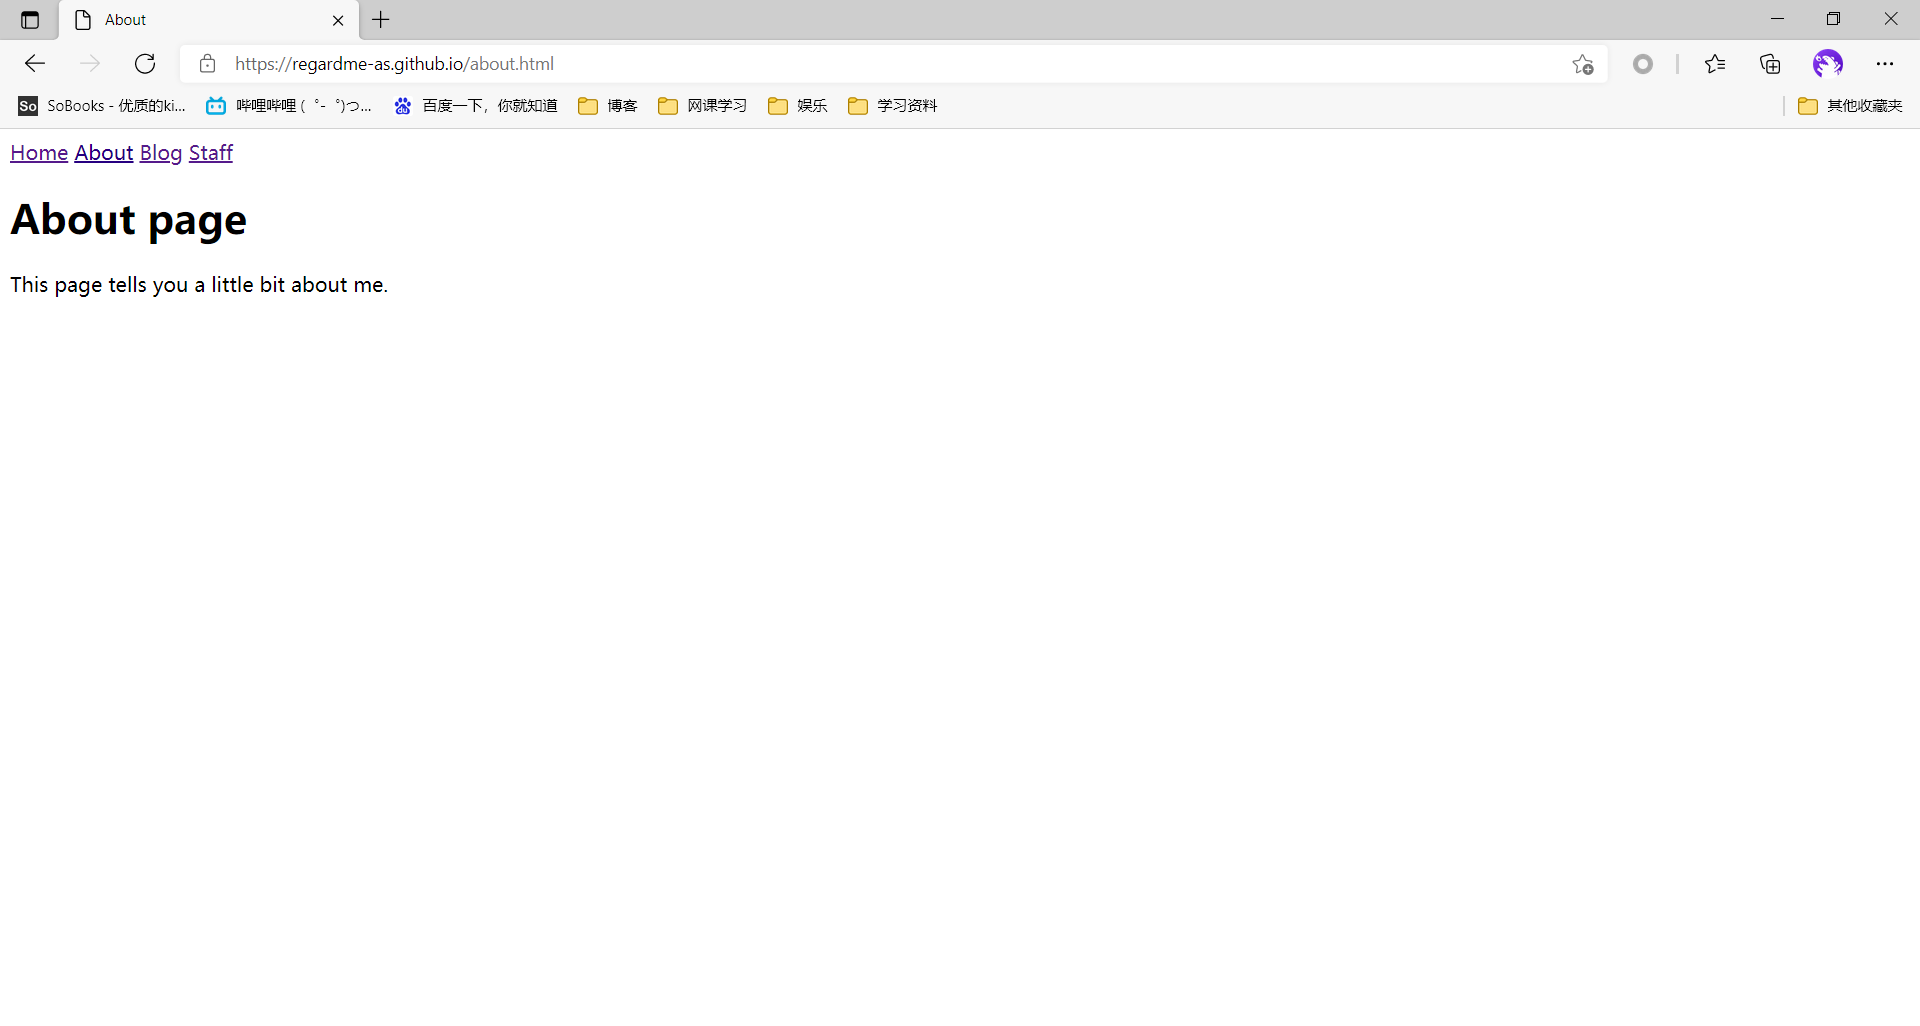 About
https://regardme-as.github.io/about.html
So SoBooks - 优质的ki... 哔哩哔哩 ( ゜- ゜)つ... 百度一下，你就知道 博客 网课学习 娱乐 学习资料 其他收藏夹
Home About Blog Staff
About page
This page tells you a little bit about me.